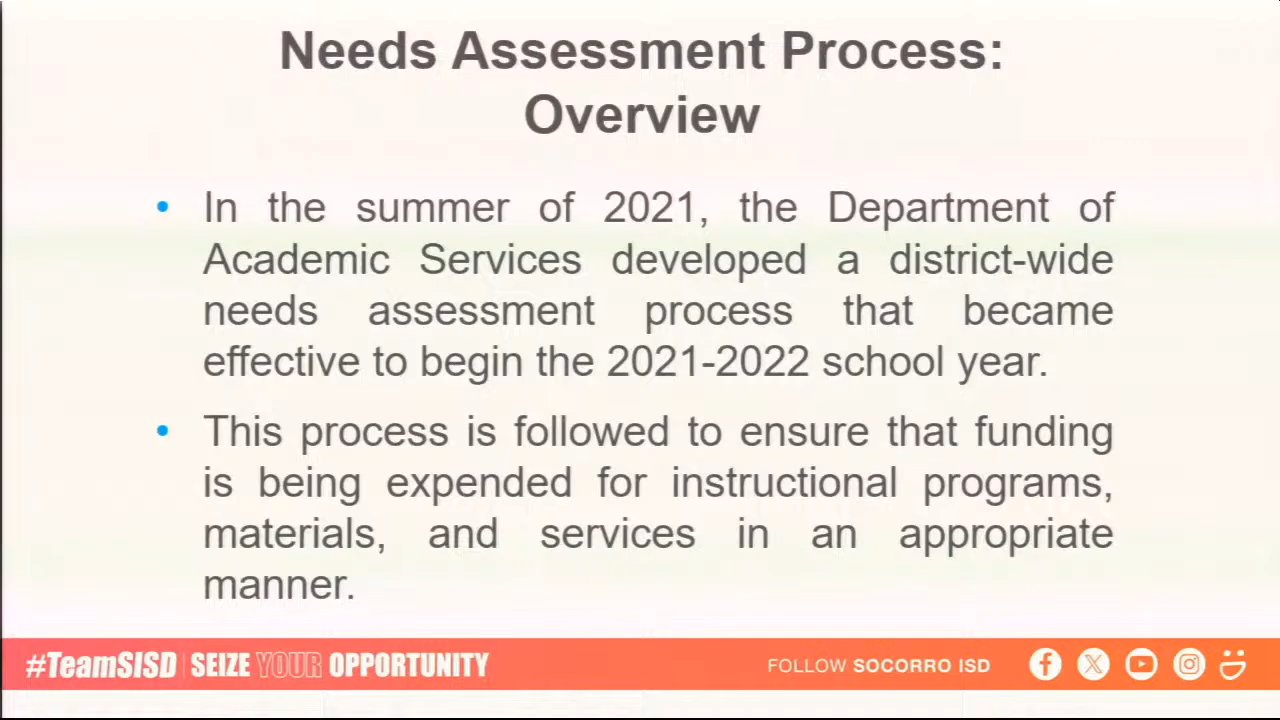 Needs Assessment Process:
Overview
• In the summer of 2021, the Department of
Academic Services developed a district-wide
needs assessment process that became
effective to begin the 2021-2022 school year.
• This process is followed to ensure that funding
is being expended for instructional programs,
materials, and services in an appropriate
manner.
#TeamSISD | SEIZE YOUR OPPORTUNITY
FOLLOW SOCORRO ISD